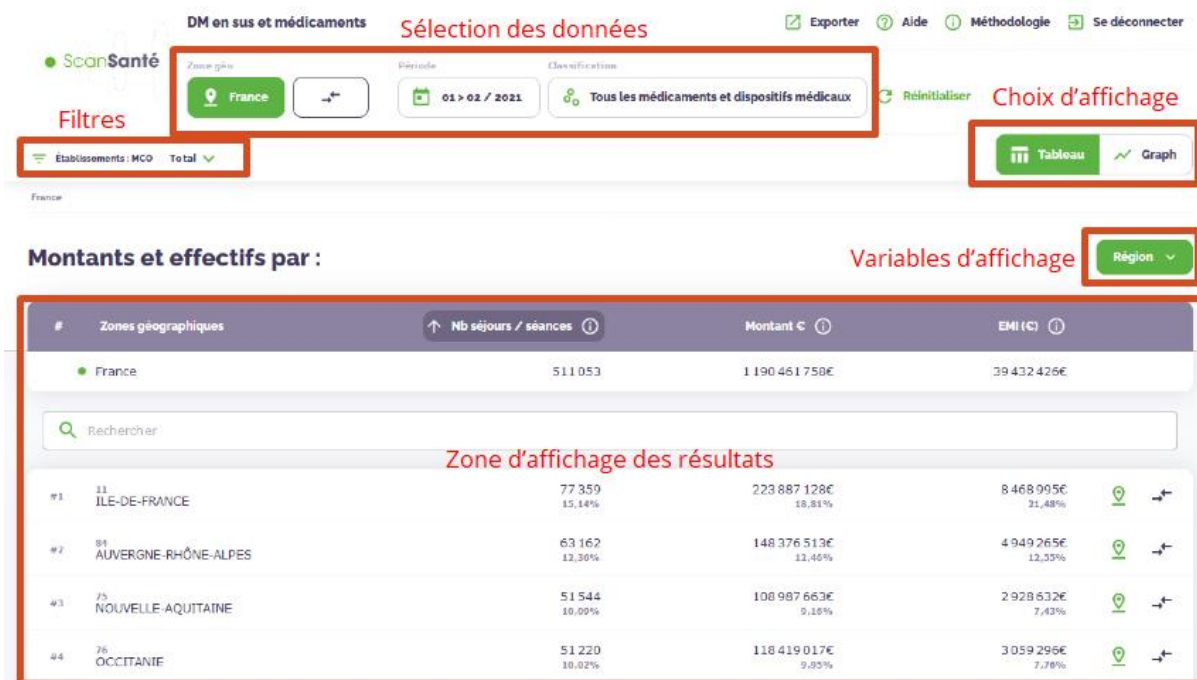 DM en sus et médicaments
Sélection des données
Exporter
Aide
Méthodologie
Se déconnecter
ScanSanté
Zone géo
Période
Classification
France
01 > 02 / 2021
Tous les médicaments et dispositifs médicaux
Réinitialiser
Choix d'affichage
Filtres
Établissements : MCO Total
Tableau
Graph
France
Montants et effectifs par :
Variables d'affichage
Région
# Zones géographiques Nb séjours / séances Montant € EMI (€)
France 511 053 1 190 461 758€ 39 432 426€
Rechercher
Zone d'affichage des résultats
#1 11 ILE-DE-FRANCE 77 359 223 887 128€ 8 468 995€
15,14% 18,81% 21,48%
#2 84 AUVERGNE-RHÔNE-ALPES 63 162 148 376 513€ 4 949 265€
12,36% 12,46% 12,55%
#3 75 NOUVELLE-AQUITAINE 51 544 108 987 663€ 2 928 632€
10,09% 9,16% 7,43%
#4 76 OCCITANIE 51 220 118 419 017€ 3 059 296€
10,02% 9,95% 7,76%